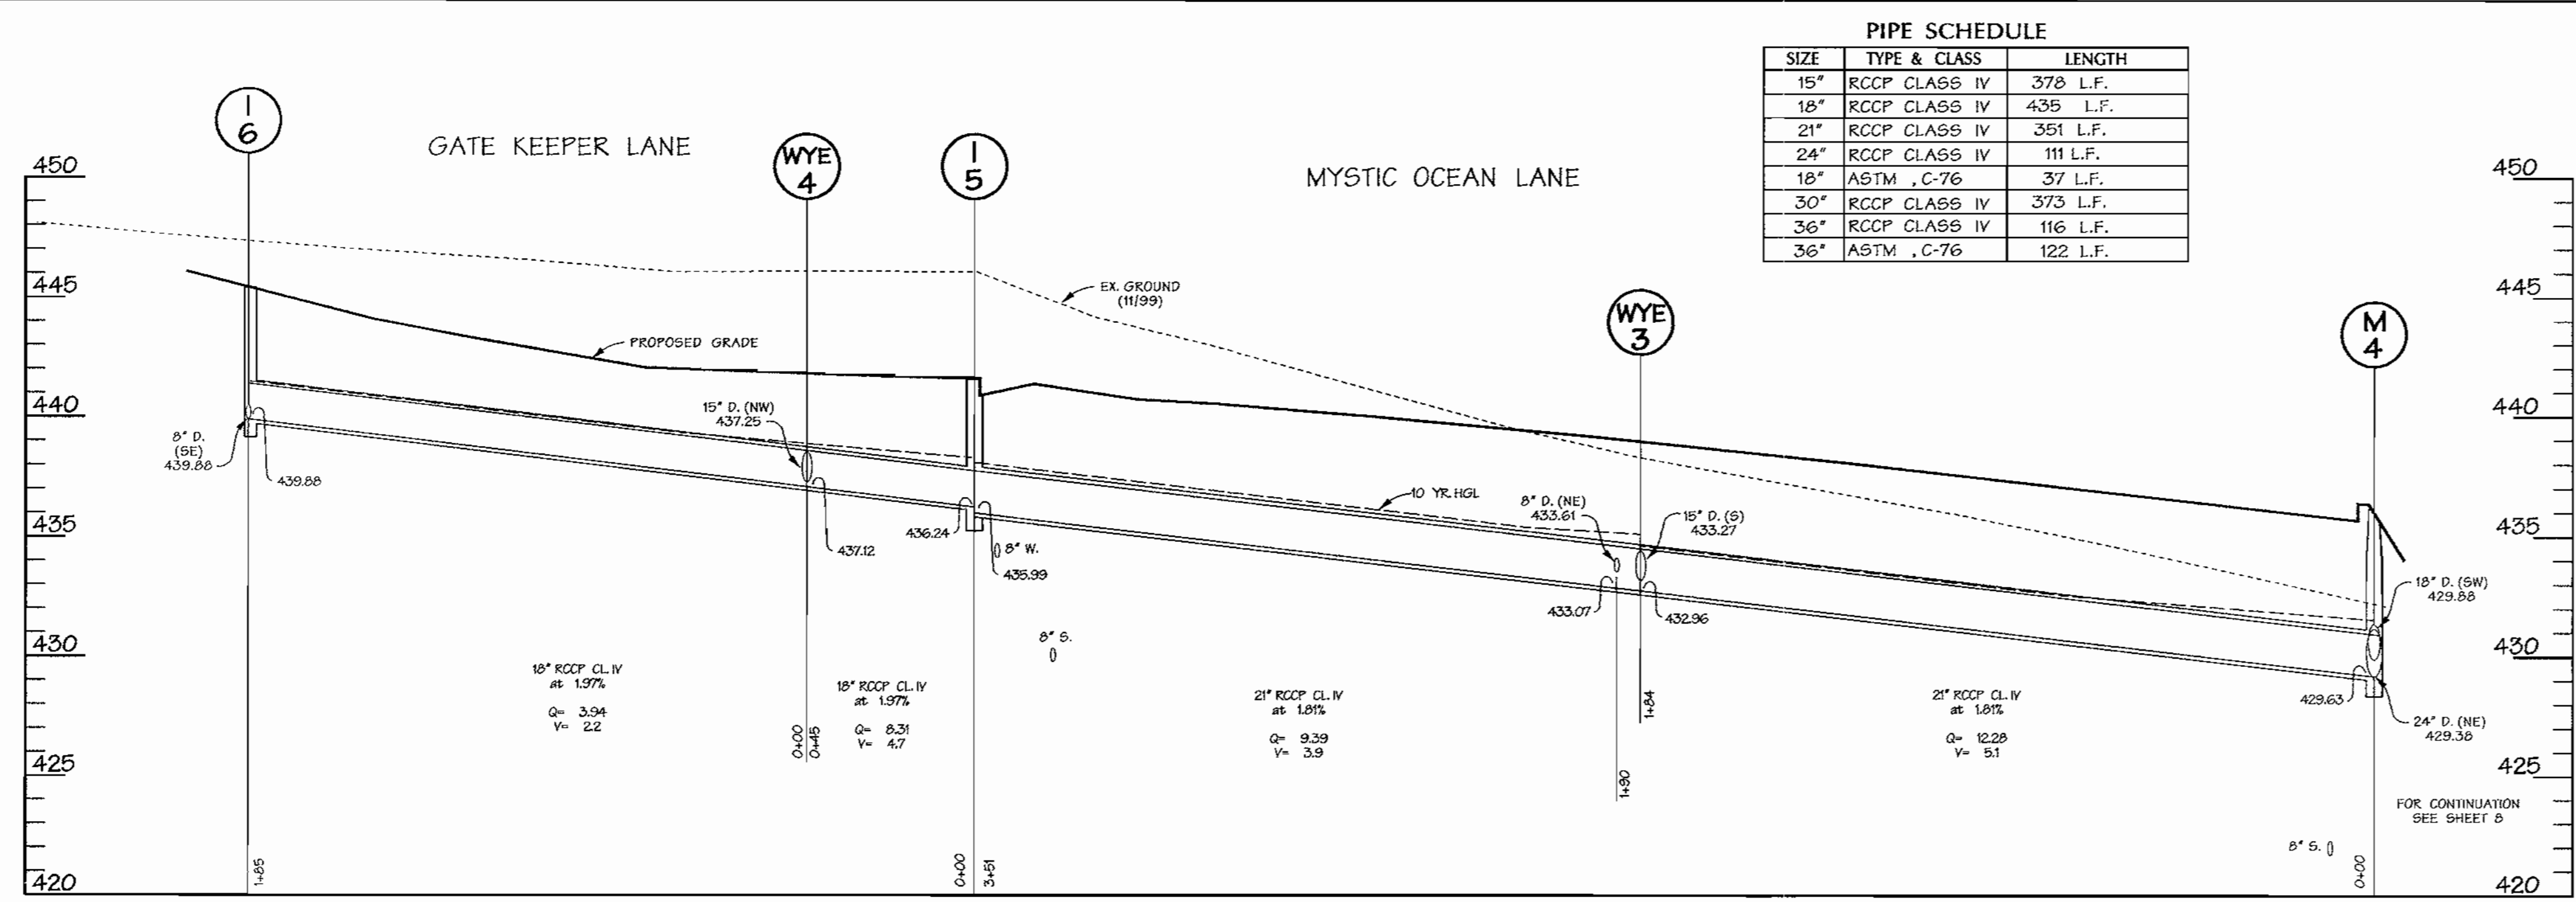 PIPE SCHEDULE
SIZE TYPE & CLASS LENGTH
15" RCCP CLASS IV 378 L.F.
18" RCCP CLASS IV 435 L.F.
21" RCCP CLASS IV 351 L.F.
24" RCCP CLASS IV 111 L.F.
18" ASTM , C-76 37 L.F.
30" RCCP CLASS IV 373 L.F.
36" RCCP CLASS IV 116 L.F.
36" ASTM , C-76 122 L.F.
I
6
GATE KEEPER LANE
WYE
4
I
5
MYSTIC OCEAN LANE
450
450
445
445
EX. GROUND
(11/99)
WYE
3
M
4
PROPOSED GRADE
440
440
15" D. (NW)
437.25
8" D.
(SE)
439.88
439.88
437.12
436.24
8" W.
435.99
10 YR. HGL
8" D. (NE)
433.61
15" D. (S)
433.27
435
435
433.07
432.96
18" D. (SW)
429.88
8" S.
430
430
18" RCCP CL. IV
at 1.97%
Q= 3.94
V= 2.2
18" RCCP CL. IV
at 1.97%
Q= 8.31
V= 4.7
21" RCCP CL. IV
at 1.81%
Q= 9.39
V= 3.9
1+84
21" RCCP CL. IV
at 1.81%
Q= 12.28
V= 5.1
429.63
24" D. (NE)
429.38
0+00
0+45
425
425
1+90
FOR CONTINUATION
SEE SHEET 8
8" S.
1+85
0+00
3+51
0+00
420
420